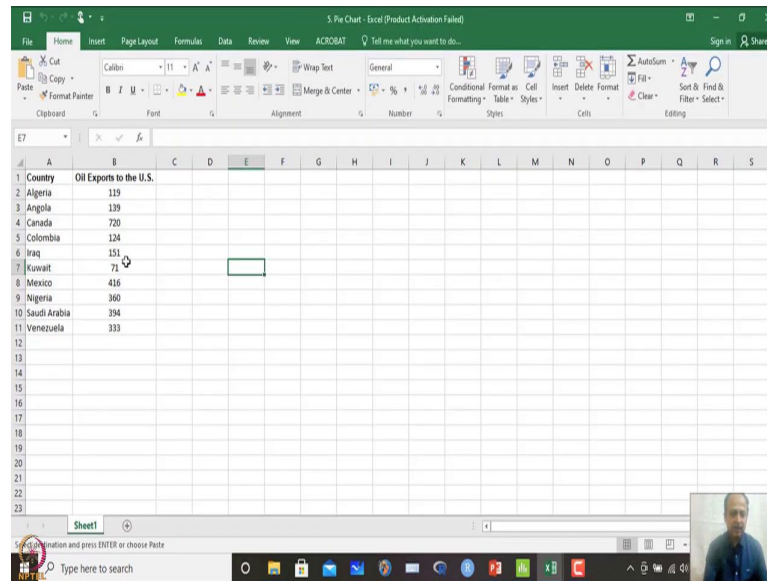 5. Pie Chart - Excel (Product Activation Failed)
File Home Insert Page Layout Formulas Data Review View ACROBAT Tell me what you want to do... Sign in Share
Cut
Copy
Format Painter
Paste
Clipboard
Calibri 11 A A
B I U A
Font
Wrap Text
Merge & Center
Alignment
General
% ,
Number
Conditional Formatting
Format as Table
Cell Styles
Styles
Insert Delete Format
Cells
AutoSum
Fill
Clear
Sort & Filter
Find & Select
Editing
E7 fx
A B C D E F G H I J K L M N O P Q R S
1 Country Oil Exports to the U.S.
2 Algeria 119
3 Angola 139
4 Canada 720
5 Colombia 124
6 Iraq 151
7 Kuwait 71
8 Mexico 416
9 Nigeria 360
10 Saudi Arabia 394
11 Venezuela 333
12
13
14
15
16
17
18
19
20
21
22
23
Sheet1
destination and press ENTER or choose Paste
Type here to search
NPTEL